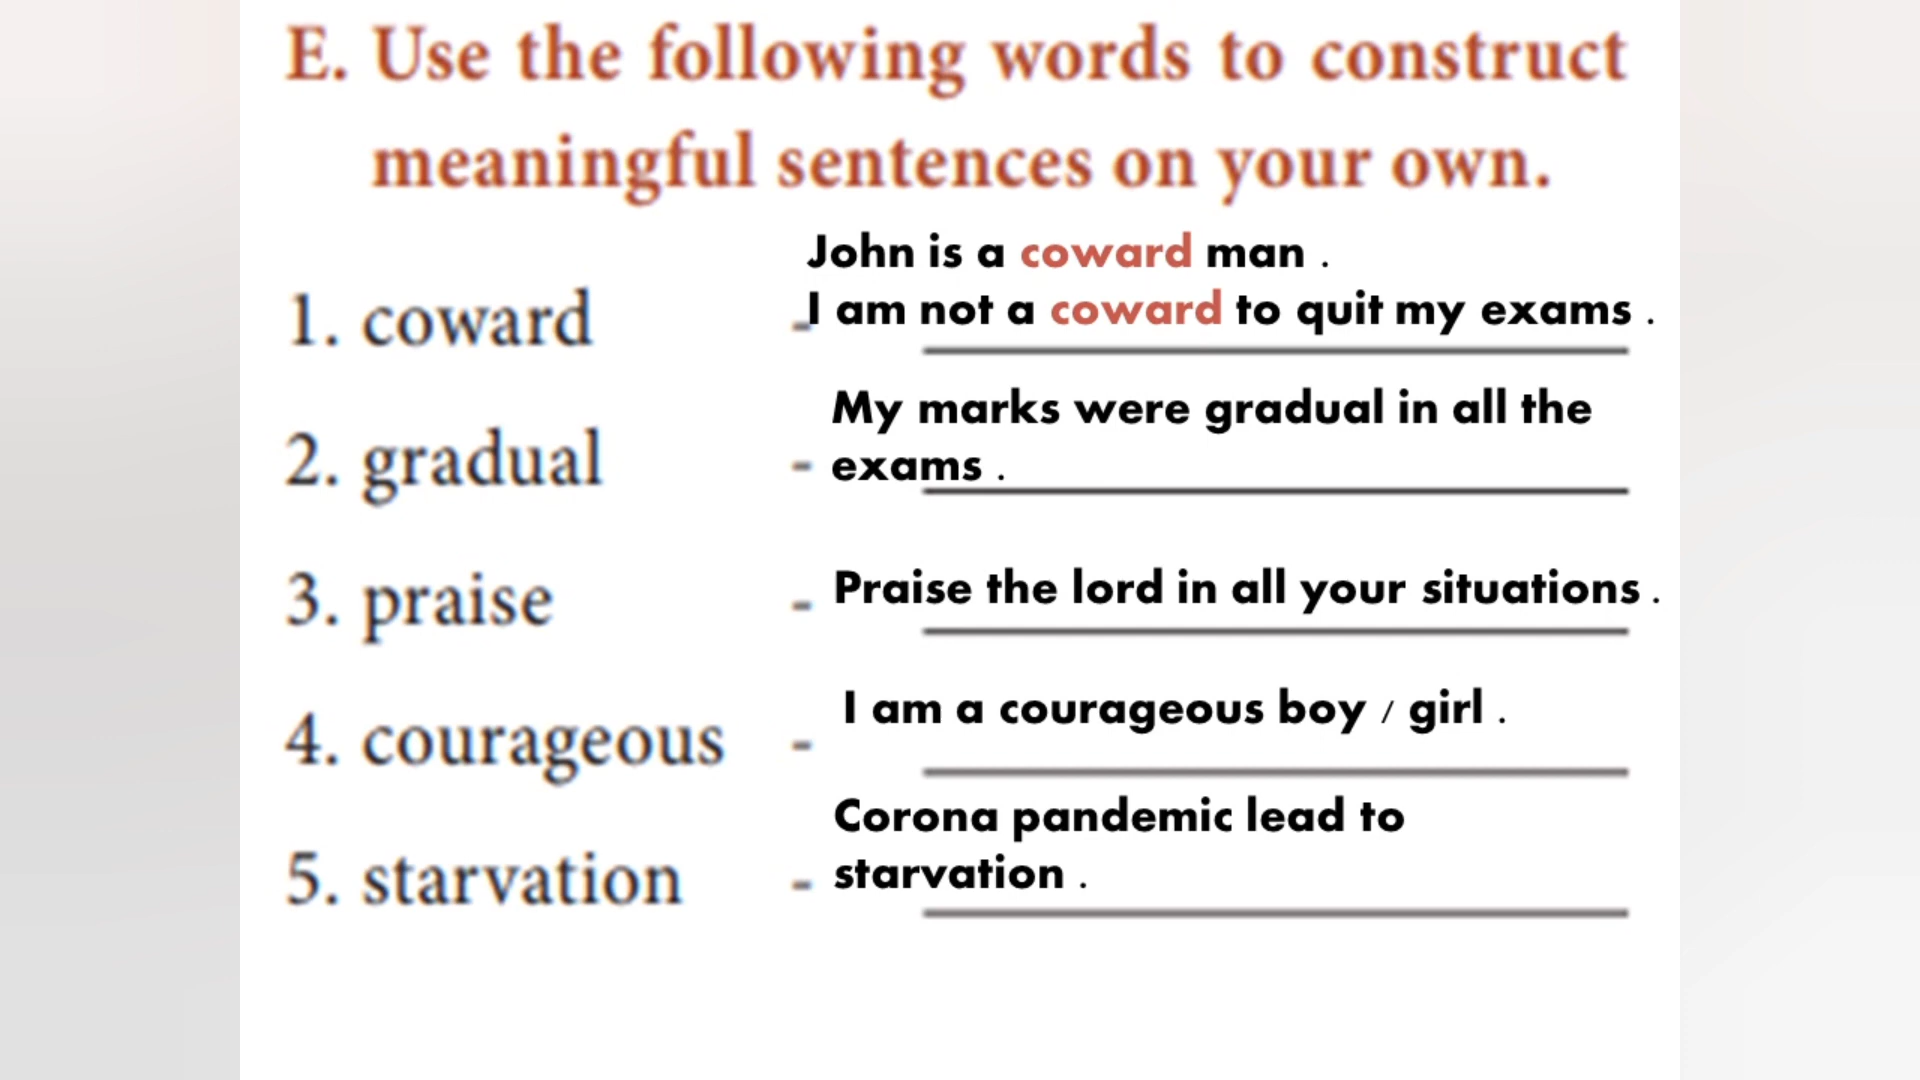 E. Use the following words to construct
meaningful sentences on your own.
John is a coward man .
1. coward - I am not a coward to quit my exams .
My marks were gradual in all the
2. gradual - exams .
3. praise - Praise the lord in all your situations .
4. courageous - I am a courageous boy / girl .
Corona pandemic lead to
5. starvation - starvation .